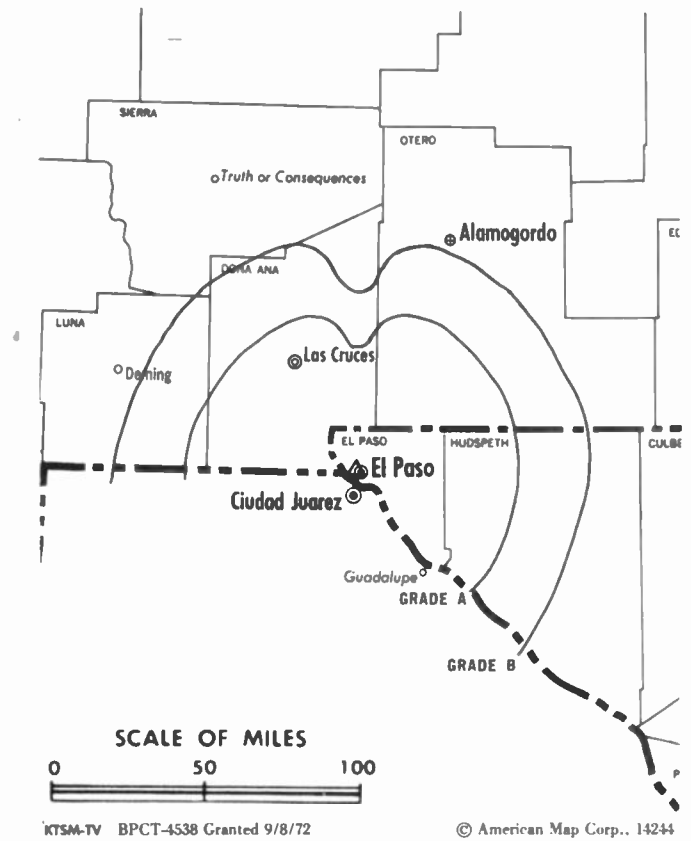 SIERRA
OTERO
Truth or Consequences
Alamogordo
DONA ANA
LUNA
Las Cruces
Deming
EL PASO
HUDSPETH
El Paso
Ciudad Juarez
Guadalupe
GRADE A
GRADE B
SCALE OF MILES
0 50 100
KTSM-TV BPCT-4538 Granted 9/8/72
© American Map Corp., 14244